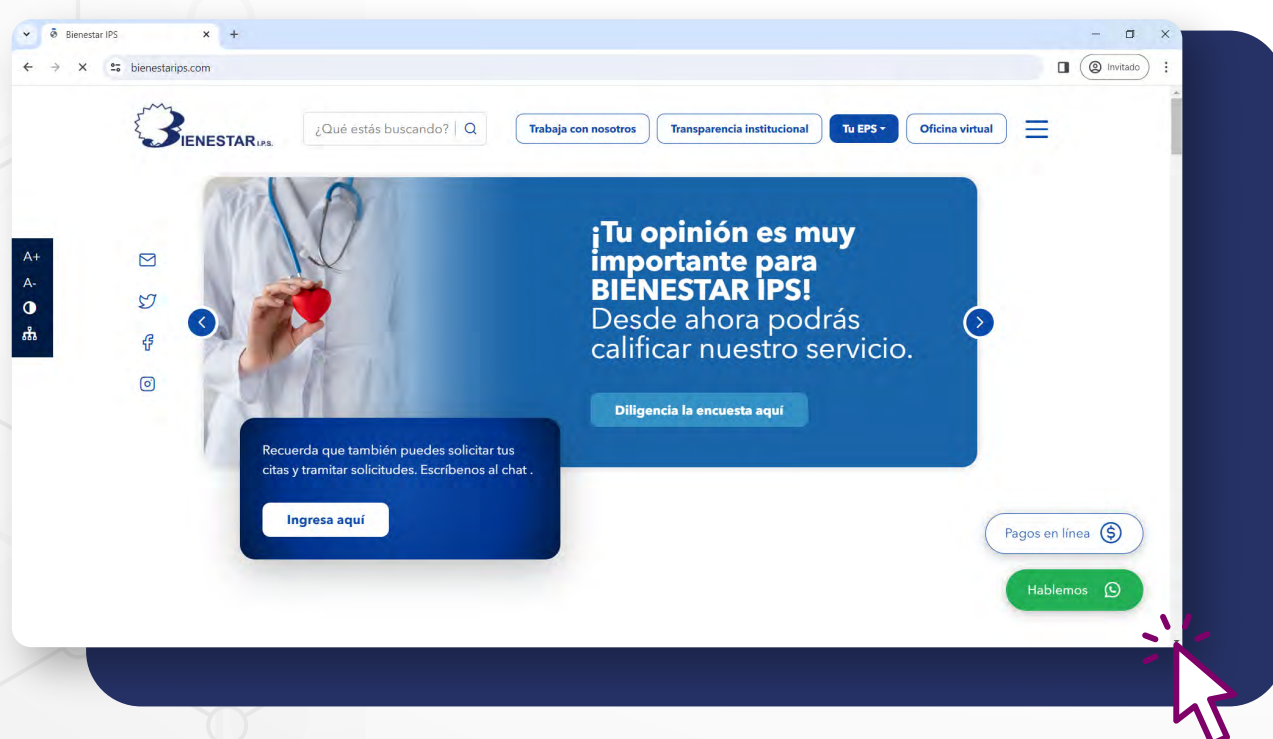 Bienestar IPS
bienestarips.com
Invitado
BIENESTAR I.P.S.
¿Qué estás buscando?
Trabaja con nosotros
Transparencia institucional
Tu EPS
Oficina virtual
A+
A-
¡Tu opinión es muy
importante para
BIENESTAR IPS!
Desde ahora podrás
calificar nuestro servicio.
Diligencia la encuesta aquí
Recuerda que también puedes solicitar tus
citas y tramitar solicitudes. Escríbenos al chat .
Ingresa aquí
Pagos en línea
Hablemos